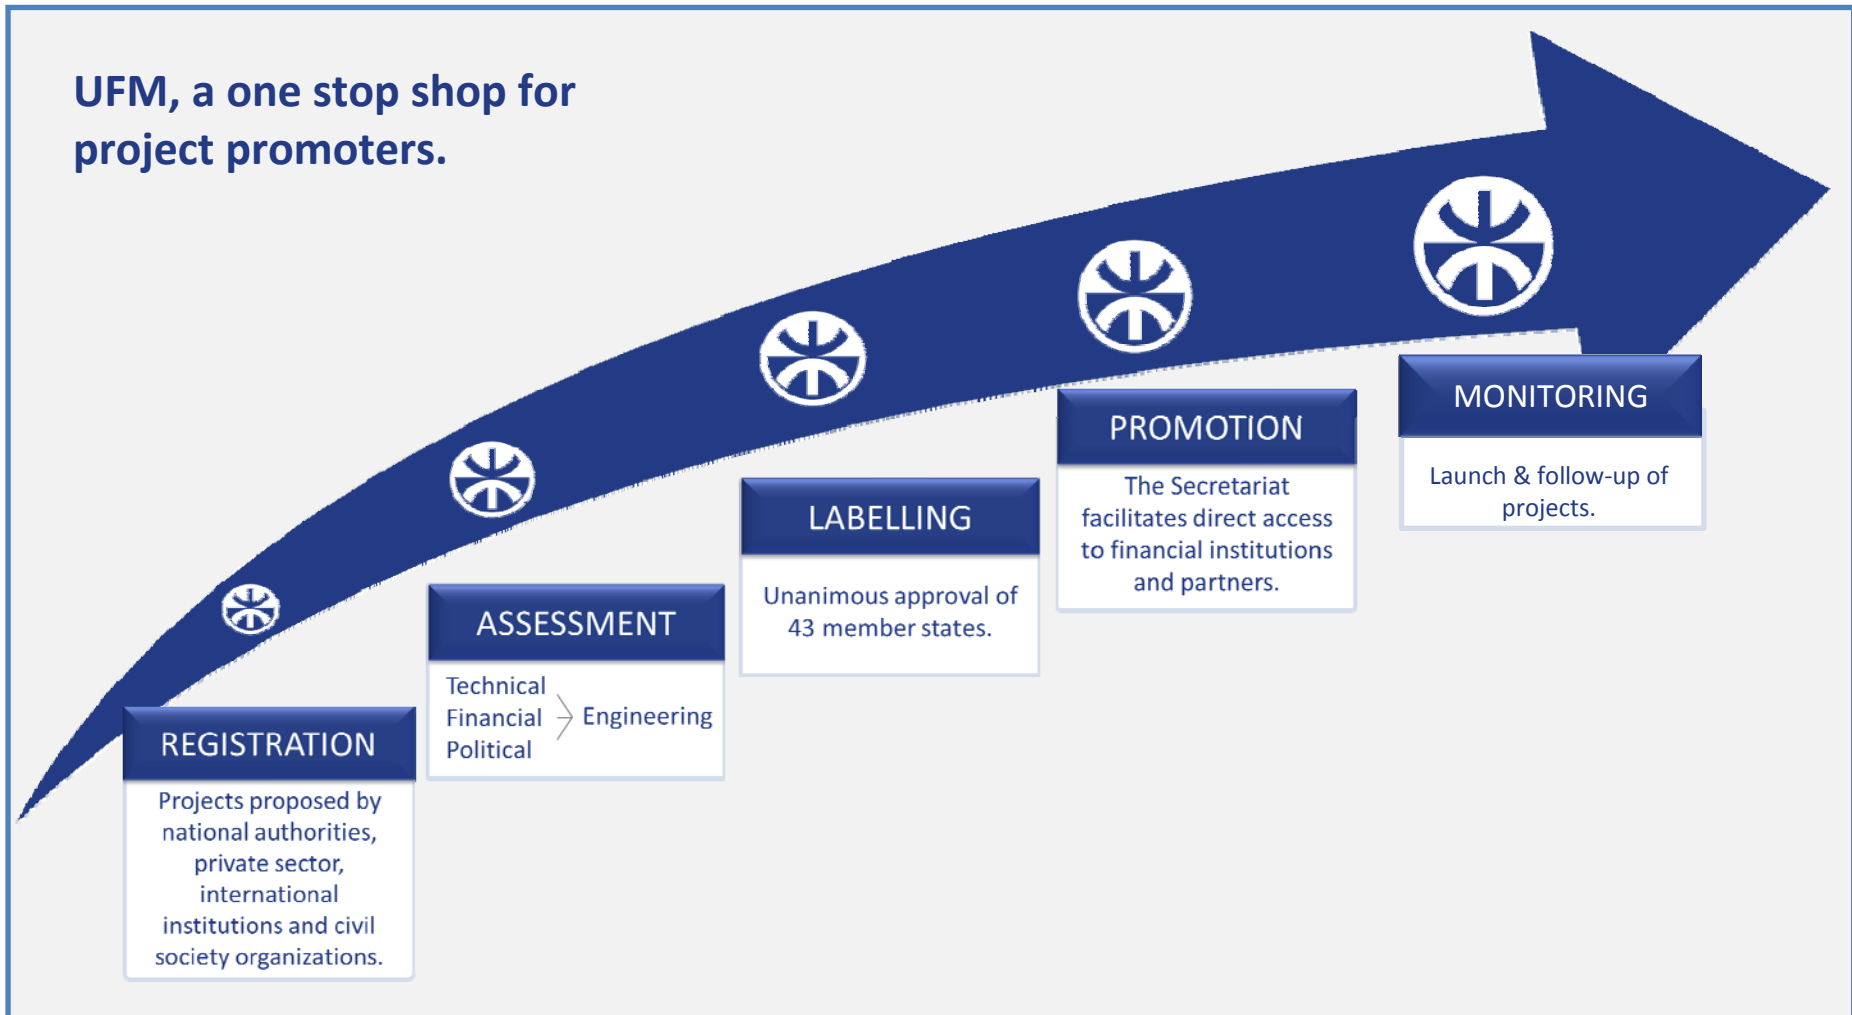 UFM, a one stop shop for
project promoters.
REGISTRATION
Projects proposed by
national authorities,
private sector,
international
institutions and civil
society organizations.
ASSESSMENT
Technical
Financial
Political
Engineering
LABELLING
Unanimous approval of
43 member states.
PROMOTION
The Secretariat
facilitates direct access
to financial institutions
and partners.
MONITORING
Launch & follow-up of
projects.